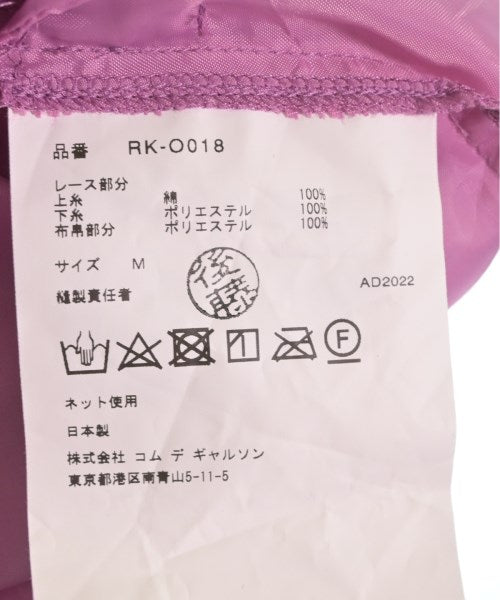 品番 RK-O018
レース部分
上糸 綿 100%
下糸 ポリエステル 100%
布帛部分 ポリエステル 100%
サイズ M
後藤
縫製責任者
AD2022
F
ネット使用
日本製
株式会社 コム デ ギャルソン
東京都港区南青山5-11-5